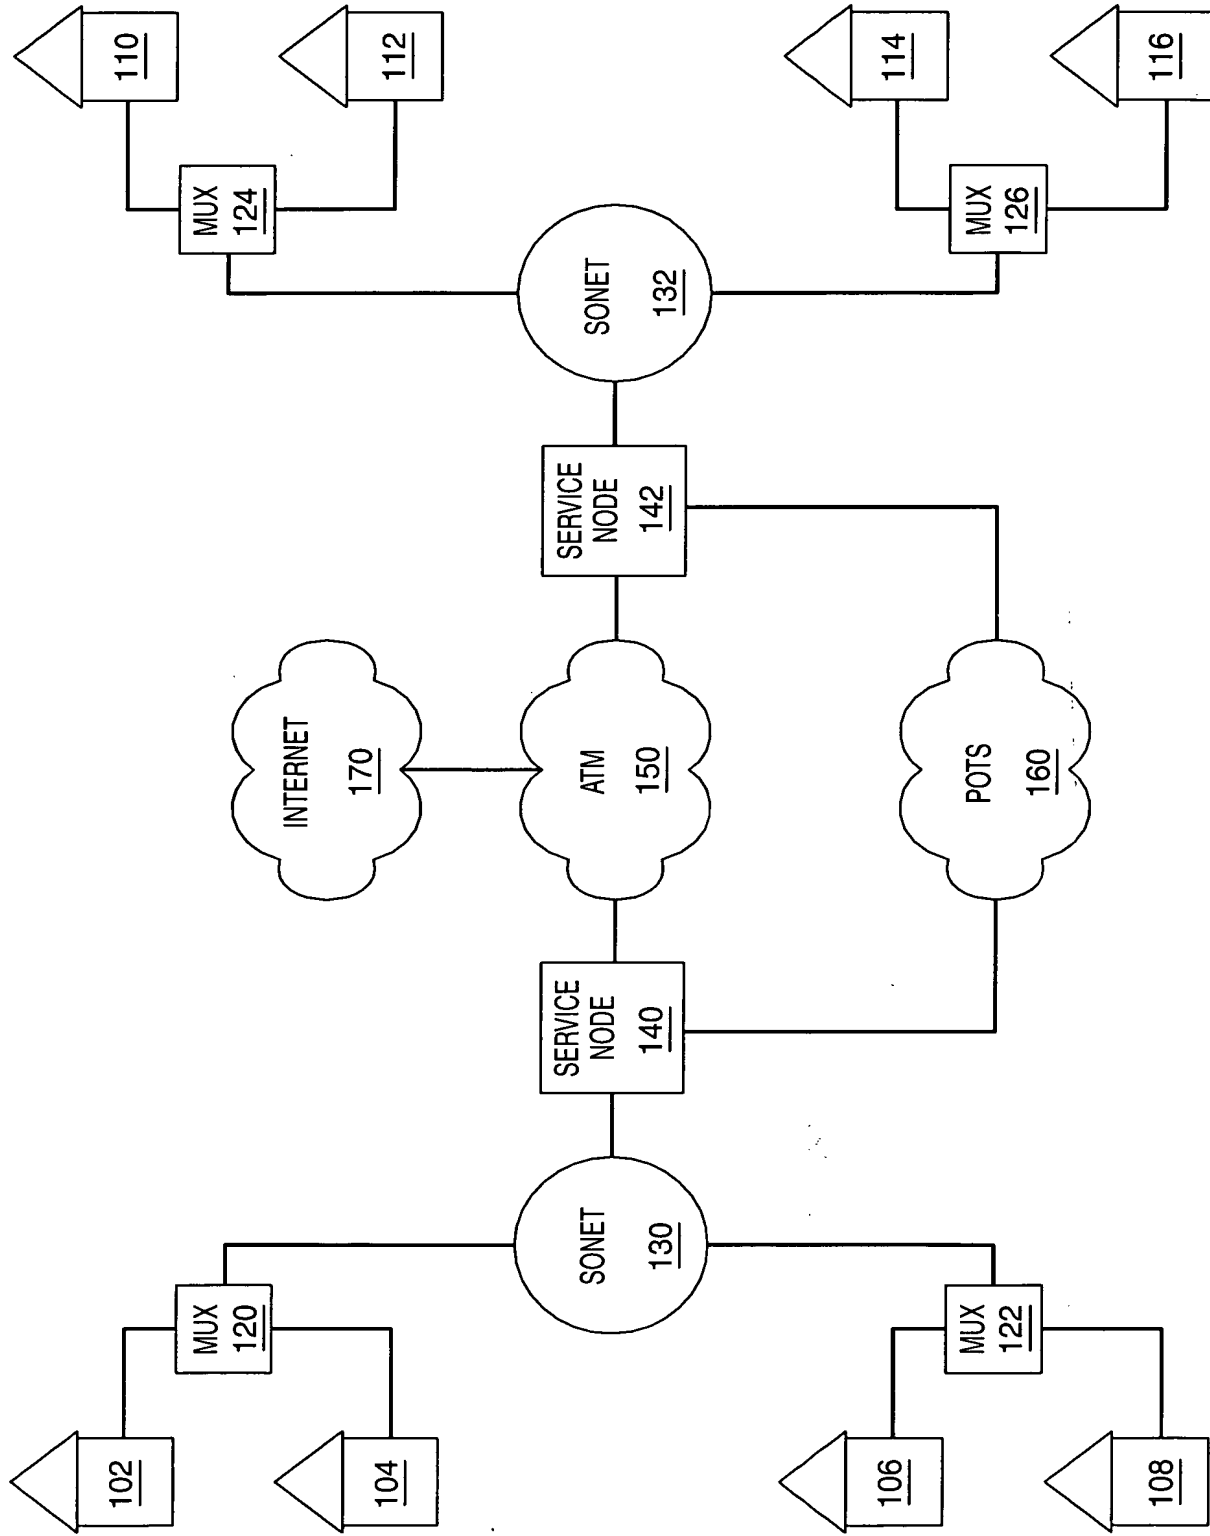 110
112
114
116
MUX
124
MUX
126
SONET
132
SERVICE
NODE
142
INTERNET
170
ATM
150
POTS
160
SERVICE
NODE
140
SONET
130
MUX
120
MUX
122
102
104
106
108